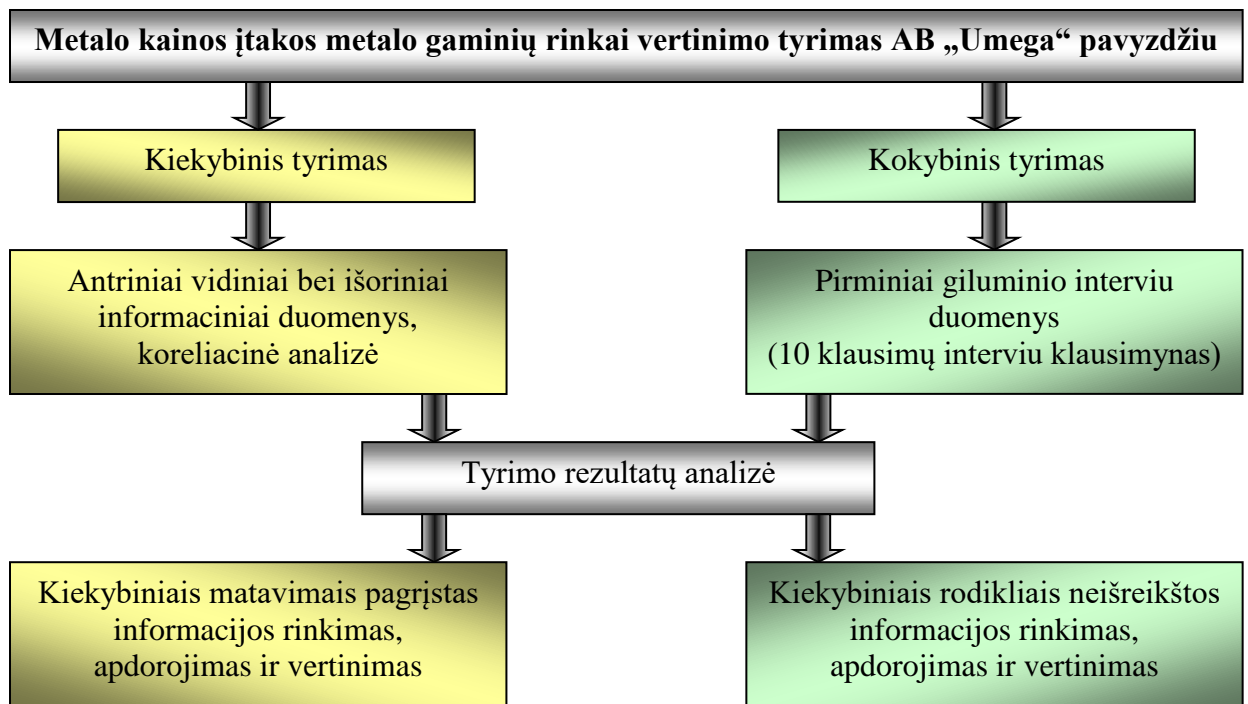 Metalo kainos įtakos metalo gaminių rinkai vertinimo tyrimas AB „Umega“ pavyzdžiu
Kiekybinis tyrimas
Kokybinis tyrimas
Antriniai vidiniai bei išoriniai
informaciniai duomenys,
koreliacinė analizė
Pirminiai giluminio interviu
duomenys
(10 klausimų interviu klausimynas)
Tyrimo rezultatų analizė
Kiekybiniais matavimais pagrįstas
informacijos rinkimas,
apdorojimas ir vertinimas
Kiekybiniais rodikliais neišreikštos
informacijos rinkimas,
apdorojimas ir vertinimas